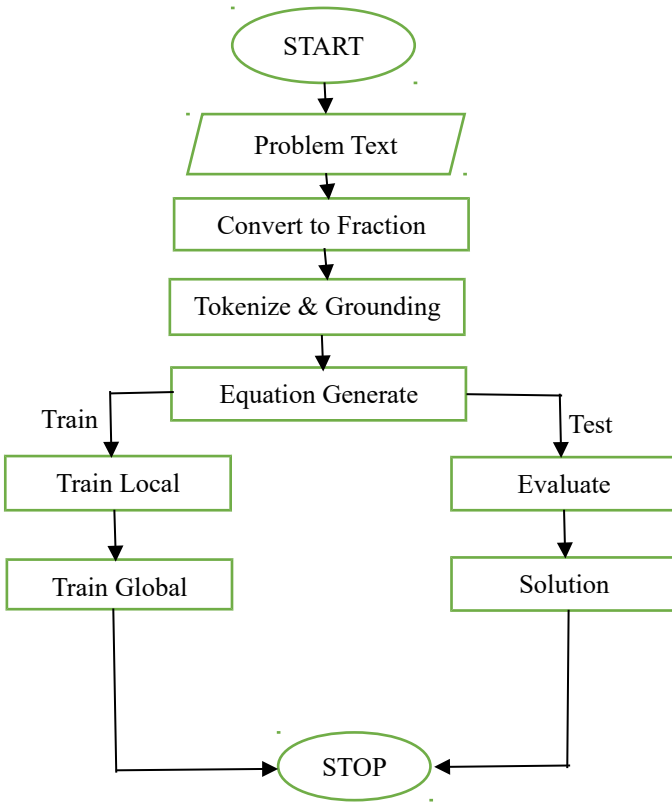 START
Problem Text
Convert to Fraction
Tokenize & Grounding
Equation Generate
Train
Test
Train Local
Evaluate
Train Global
Solution
STOP